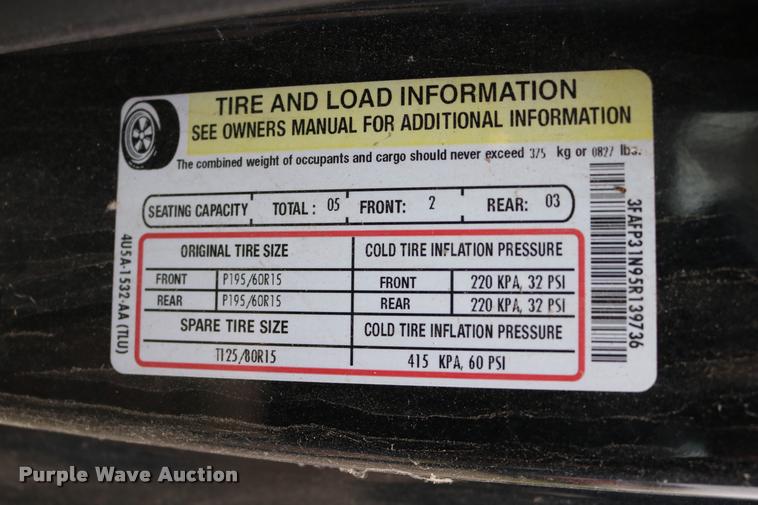 TIRE AND LOAD INFORMATION
SEE OWNERS MANUAL FOR ADDITIONAL INFORMATION
The combined weight of occupants and cargo should never exceed 375 kg or 0827 lbs.
SEATING CAPACITY TOTAL : 05 FRONT: 2 REAR: 03
ORIGINAL TIRE SIZE COLD TIRE INFLATION PRESSURE
FRONT P195/60R15 FRONT 220 KPA, 32 PSI
REAR P195/60R15 REAR 220 KPA, 32 PSI
SPARE TIRE SIZE COLD TIRE INFLATION PRESSURE
T125/80R15 415 KPA, 60 PSI
4U5A-1532-AA (TLU)
3FAFP31N95R139736
Purple Wave Auction